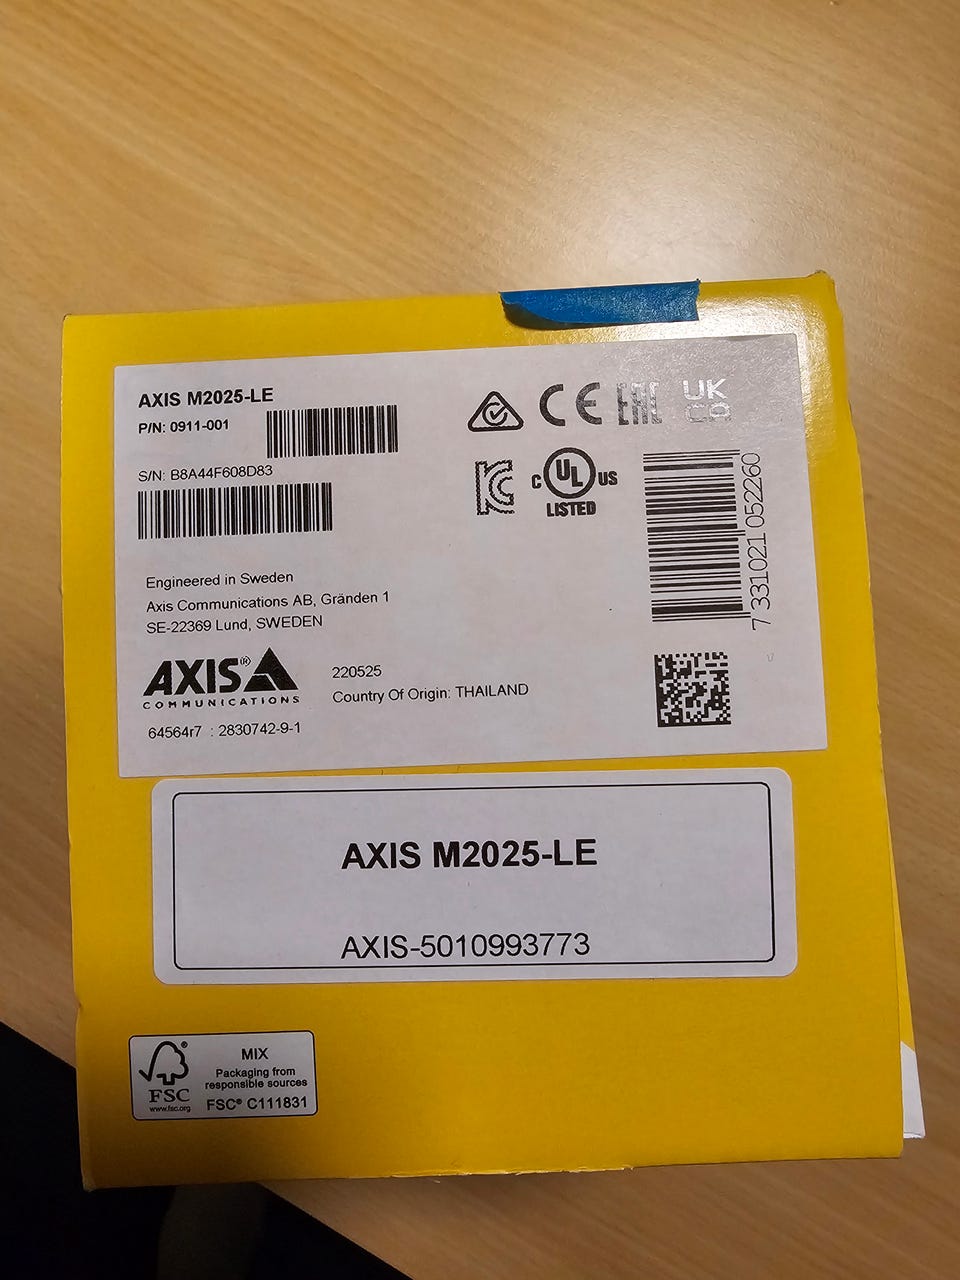 AXIS M2025-LE
P/N: 0911-001
S/N: B8A44F608D83
Engineered in Sweden
Axis Communications AB, Gränden 1
SE-22369 Lund, SWEDEN
AXIS®
COMMUNICATIONS
220525
Country Of Origin: THAILAND
64564r7 : 2830742-9-1
CE EAC UK
CA
KC
C UL US
LISTED
7 331021 052260
AXIS M2025-LE
AXIS-5010993773
FSC®
www.fsc.org
MIX
Packaging from
responsible sources
FSC® C111831